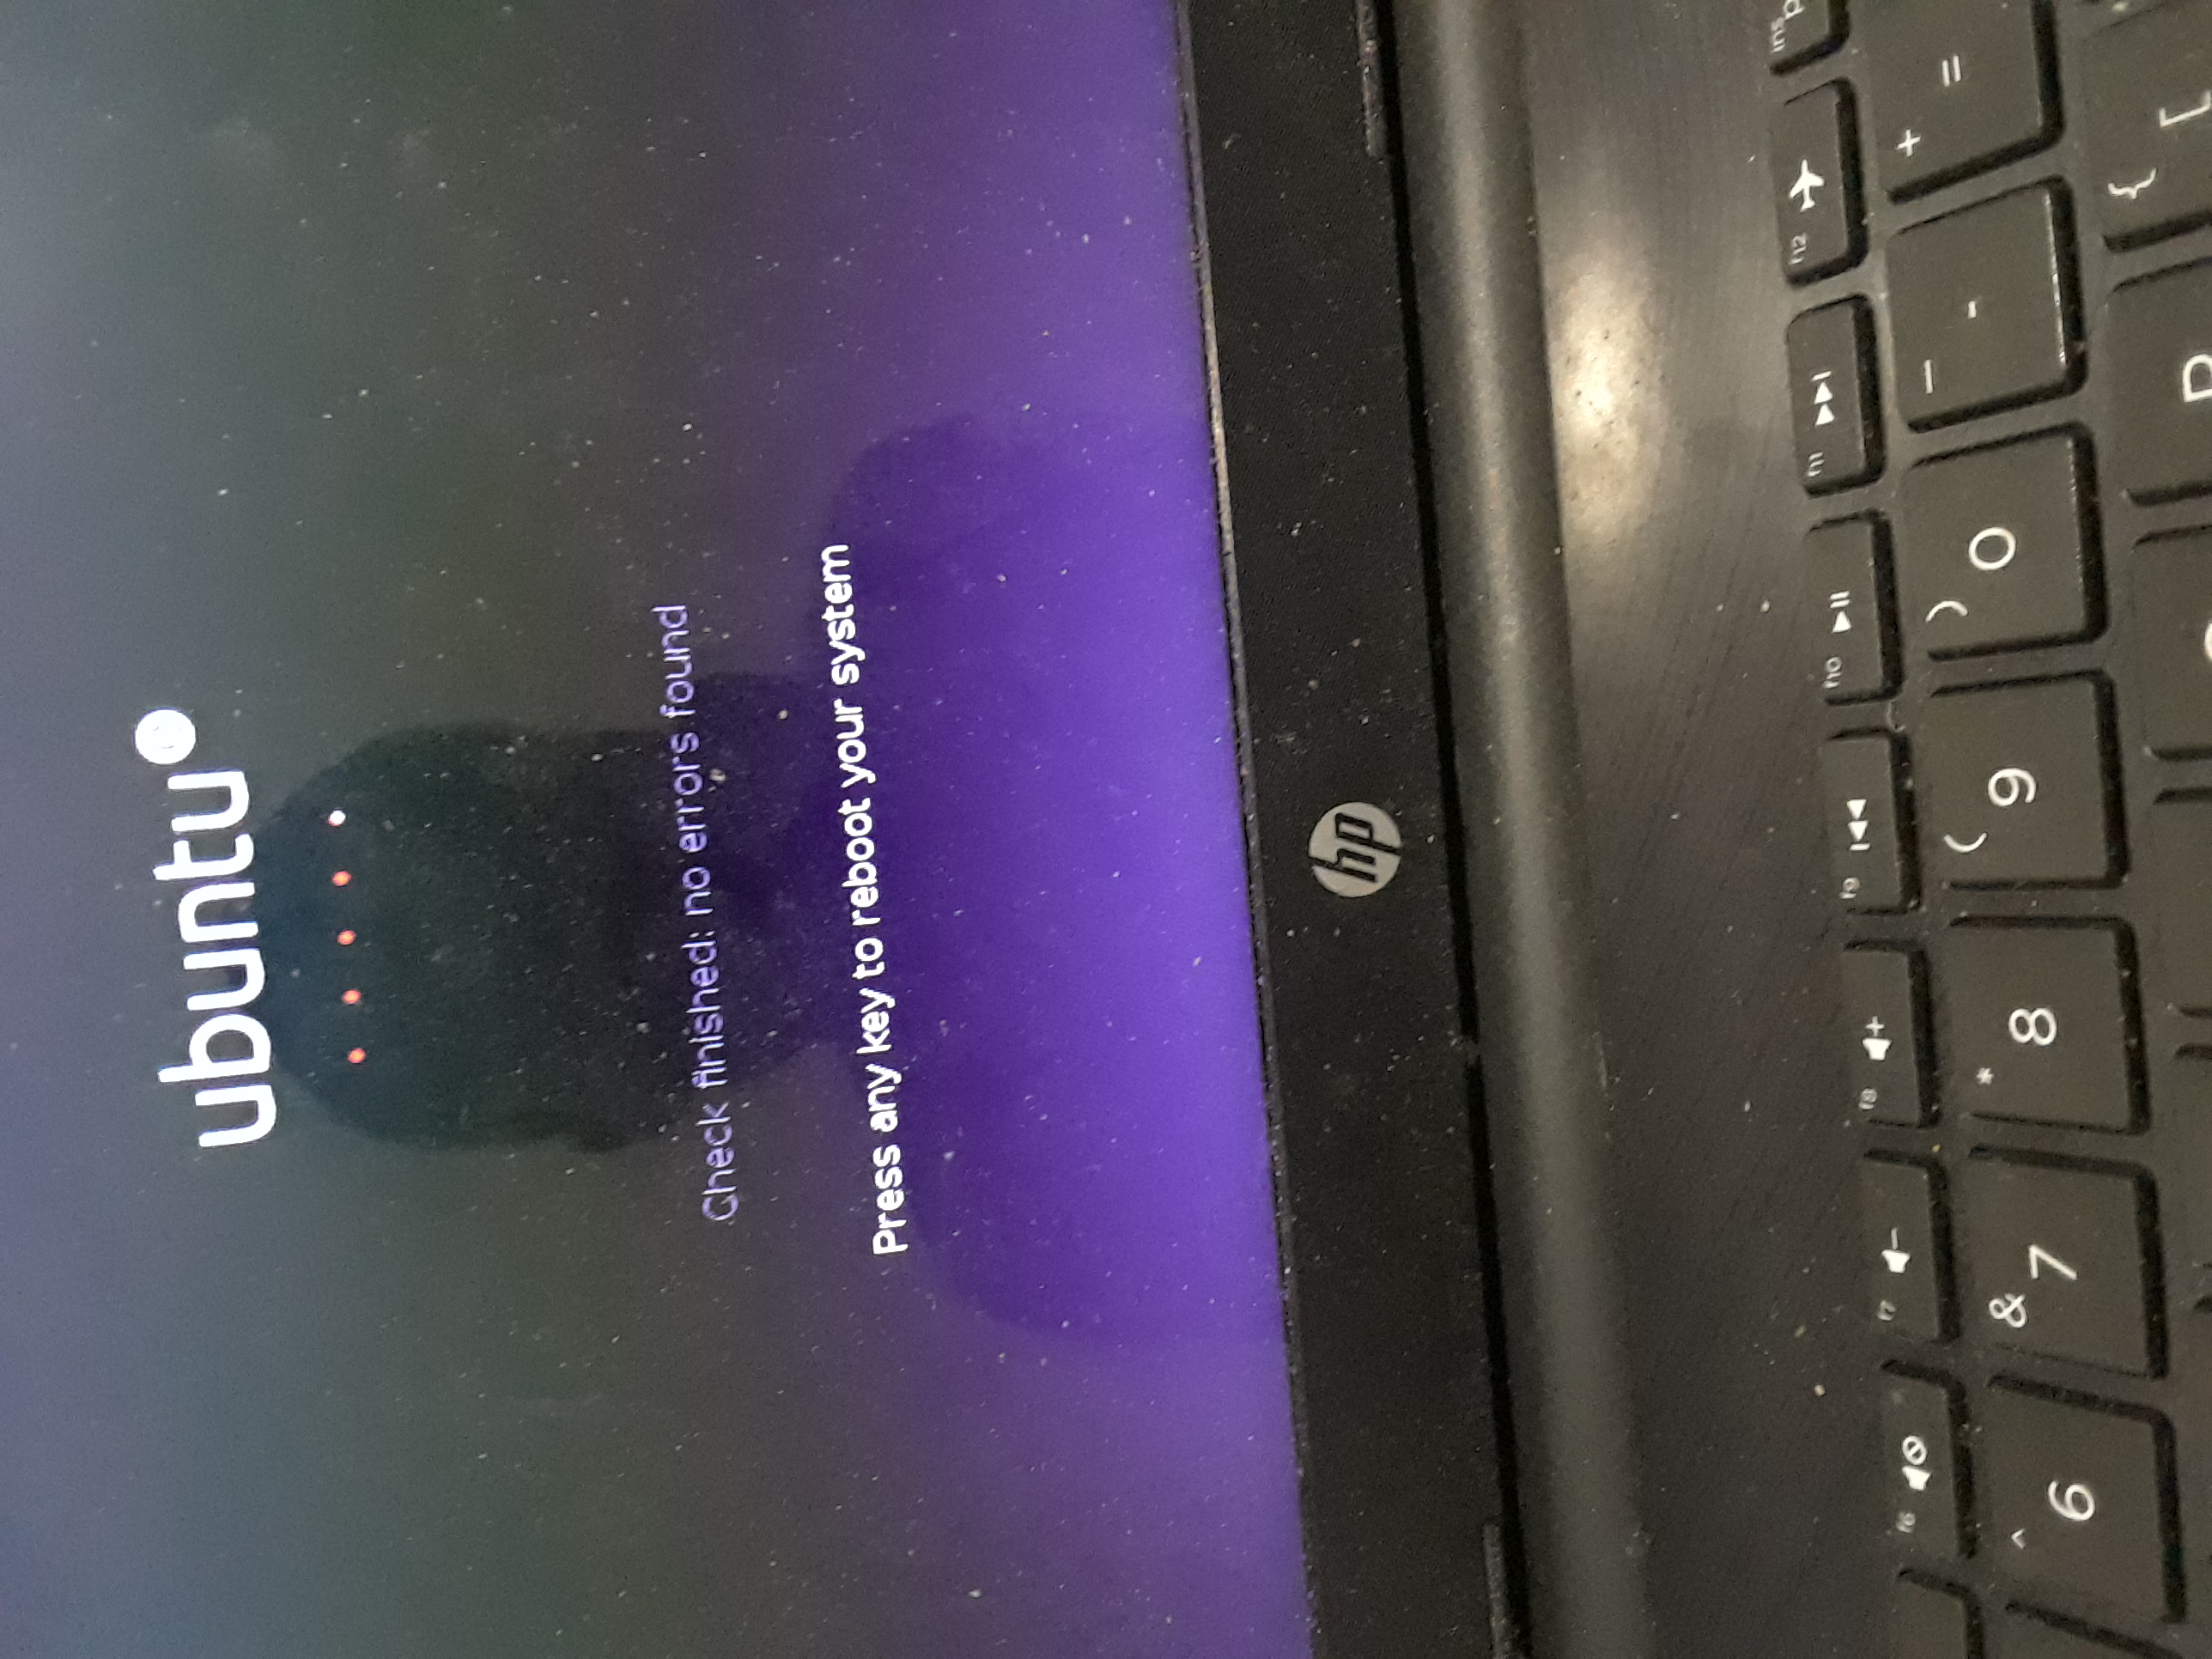 ubuntu
Check finished: no errors found
Press any key to reboot your system
hp
f6
f7
f8
f9
f10
f11
f12
ins
^ 6
& 7
* 8
( 9
) 0
— -
+ =
P
{ [